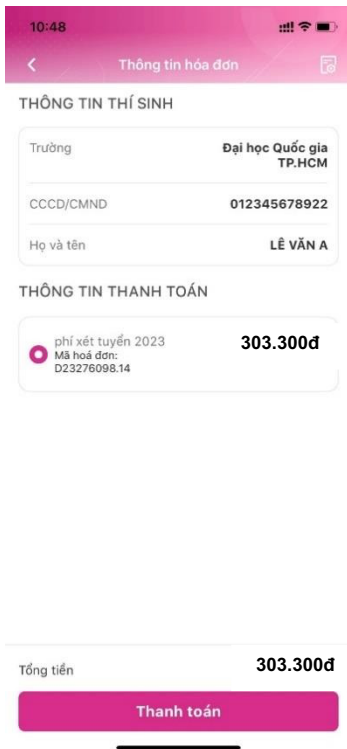 10:48
Thông tin hóa đơn
THÔNG TIN THÍ SINH
Trường
Đại học Quốc gia
TP.HCM
CCCD/CMND
012345678922
Họ và tên
LÊ VĂN A
THÔNG TIN THANH TOÁN
phí xét tuyển 2023
303.300đ
Mã hoá đơn:
D23276098.14
Tổng tiền
303.300đ
Thanh toán